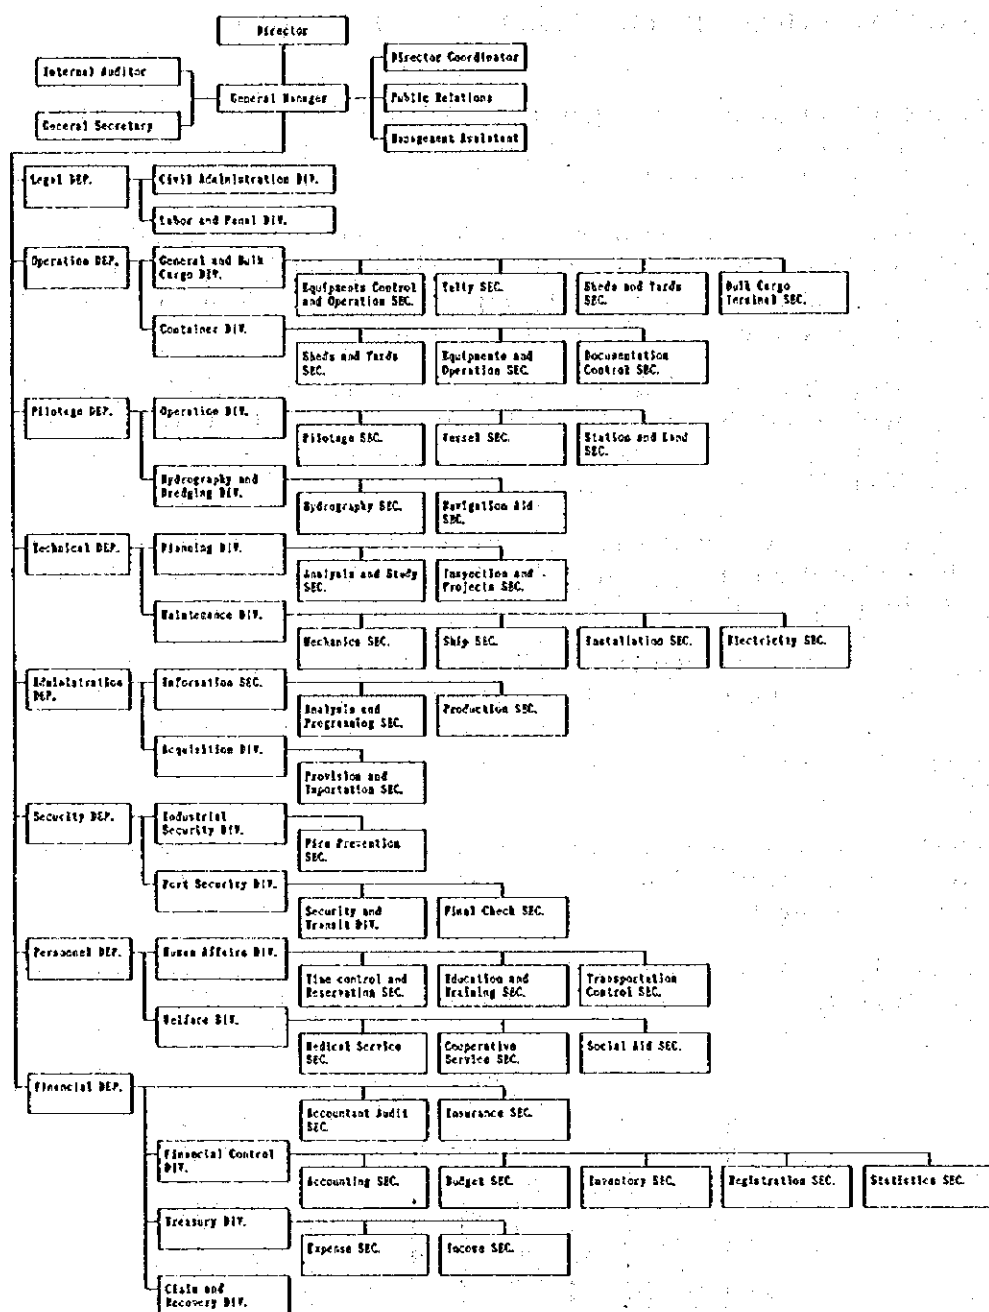 Director
Internal Auditor
Director Coordinator
General Manager
Public Relations
General Secretary
Management Assistant
Legal DEP.
Civil Administration DIV.
Labor and Panal DIV.
Operation DEP.
General and Bulk
Cargo DIV.
Equipments Control
and Operation SEC.
Tally SEC.
Sheds and Yards
SEC.
Bulk Cargo
Terminal SEC.
Container DIV.
Sheds and Yards
SEC.
Equipments and
Operation SEC.
Documentation
Control SEC.
Pilotage DEP.
Operation DIV.
Pilotage SEC.
Vessel SEC.
Station and Land
SEC.
Hydrography and
Dredging DIV.
Hydrography SEC.
Navigation Aid
SEC.
Technical DEP.
Planning DIV.
Analysis and Study
SEC.
Inspection and
Projects SEC.
Maintenance DIV.
Mechanics SEC.
Ship SEC.
Installation SEC.
Electricity SEC.
Administration
DEP.
Information SEC.
Analysis and
Programing SEC.
Production SEC.
Acquisition DIV.
Provision and
Importation SEC.
Security DEP.
Industrial
Security DIV.
Fire Prevention
SEC.
Port Security DIV.
Security and
Transit DIV.
Final Check SEC.
Personnel DEP.
Human Affairs DIV.
Time control and
Reservation SEC.
Education and
Training SEC.
Transportation
Control SEC.
Welfare DIV.
Medical Service
SEC.
Cooperative
Service SEC.
Social Aid SEC.
Financial DEP.
Accountant Audit
SEC.
Insurance SEC.
Financial Control
DIV.
Accounting SEC.
Budget SEC.
Inventory SEC.
Registration SEC.
Statistics SEC.
Treasury DIV.
Expense SEC.
Income SEC.
Claim and
Recovery DIV.